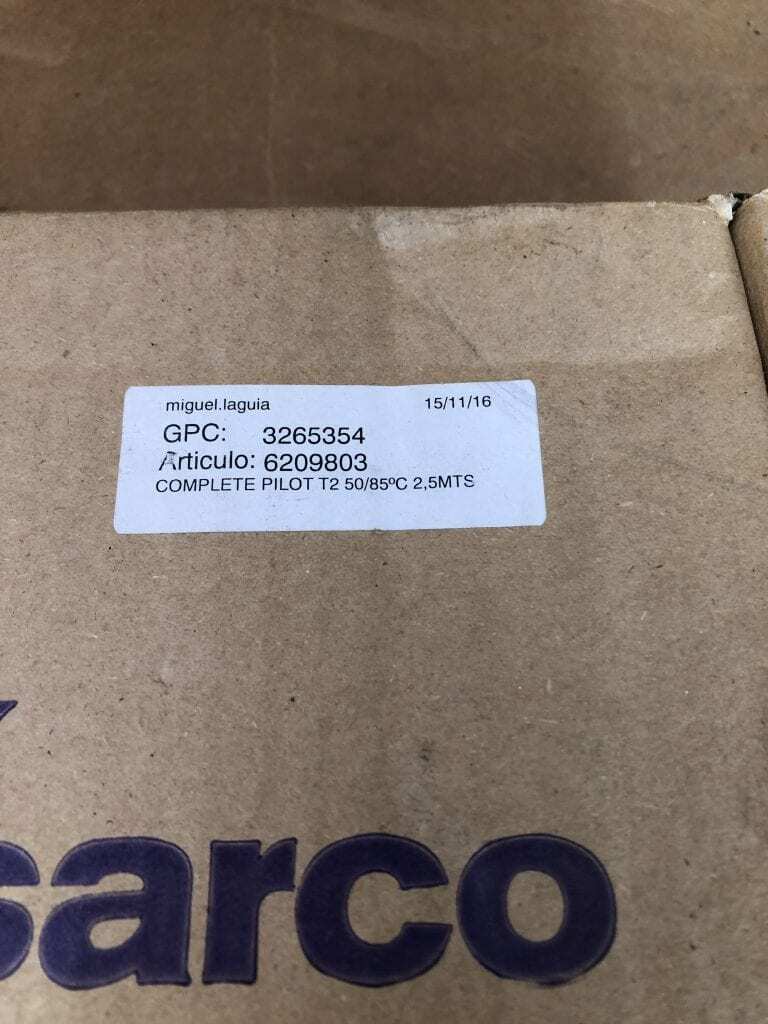 miguel.laguia 15/11/16
GPC: 3265354
Articulo: 6209803
COMPLETE PILOT T2 50/85ºC 2,5MTS
sarco